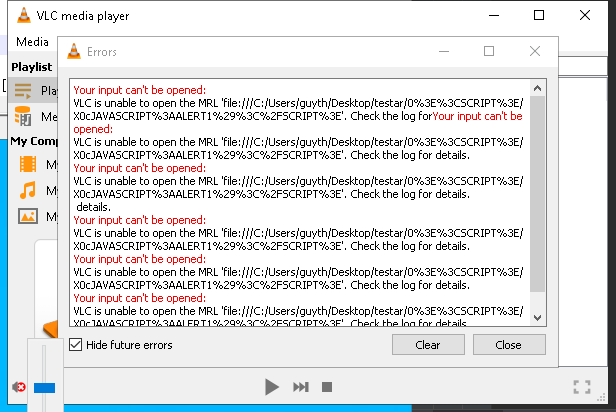 VLC media player
Media
Errors
Playlist
Play
Me
My Comp
My
My
My
Your input can't be opened:
VLC is unable to open the MRL 'file:///C:/Users/guyth/Desktop/testar/0%3E%3CSCRIPT%3E/
X0cJAVASCRIPT%3AALERT1%29%3C%2FSCRIPT%3E'. Check the log forYour input can't be
opened:
VLC is unable to open the MRL 'file:///C:/Users/guyth/Desktop/testar/0%3E%3CSCRIPT%3E/
X0cJAVASCRIPT%3AALERT1%29%3C%2FSCRIPT%3E'. Check the log for details.
Your input can't be opened:
VLC is unable to open the MRL 'file:///C:/Users/guyth/Desktop/testar/0%3E%3CSCRIPT%3E/
X0cJAVASCRIPT%3AALERT1%29%3C%2FSCRIPT%3E'. Check the log for details.
details.
Your input can't be opened:
VLC is unable to open the MRL 'file:///C:/Users/guyth/Desktop/testar/0%3E%3CSCRIPT%3E/
X0cJAVASCRIPT%3AALERT1%29%3C%2FSCRIPT%3E'. Check the log for details.
Your input can't be opened:
VLC is unable to open the MRL 'file:///C:/Users/guyth/Desktop/testar/0%3E%3CSCRIPT%3E/
X0cJAVASCRIPT%3AALERT1%29%3C%2FSCRIPT%3E'. Check the log for details.
Your input can't be opened:
VLC is unable to open the MRL 'file:///C:/Users/guyth/Desktop/testar/0%3E%3CSCRIPT%3E/
X0cJAVASCRIPT%3AALERT1%29%3C%2FSCRIPT%3E'. Check the log for details.
Hide future errors
Clear
Close